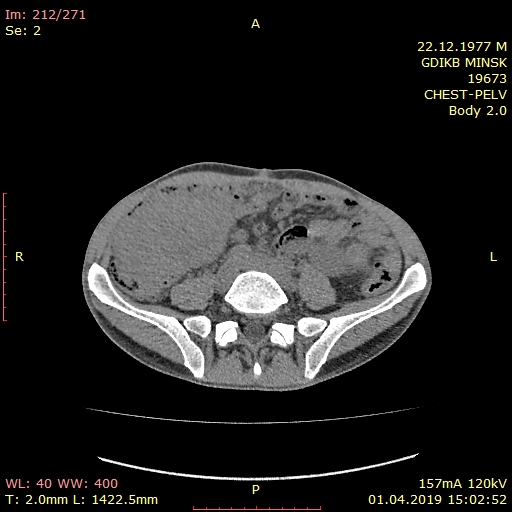 Im: 212/271
Se: 2
A
22.12.1977 M
GDIKB MINSK
19673
CHEST-PELV
Body 2.0
R
L
WL: 40 WW: 400
T: 2.0mm L: 1422.5mm
P
157mA 120kV
01.04.2019 15:02:52